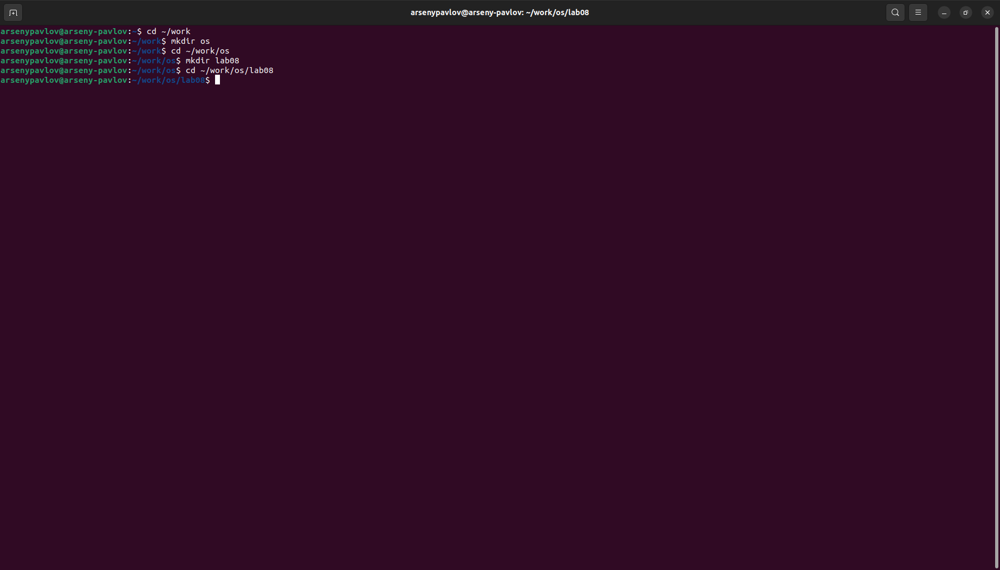 arsenypavlov@arseny-pavlov: ~/work/os/lab08
arsenypavlov@arseny-pavlov:~$ cd ~/work
arsenypavlov@arseny-pavlov:~/work$ mkdir os
arsenypavlov@arseny-pavlov:~/work$ cd ~/work/os
arsenypavlov@arseny-pavlov:~/work/os$ mkdir lab08
arsenypavlov@arseny-pavlov:~/work/os$ cd ~/work/os/lab08
arsenypavlov@arseny-pavlov:~/work/os/lab08$